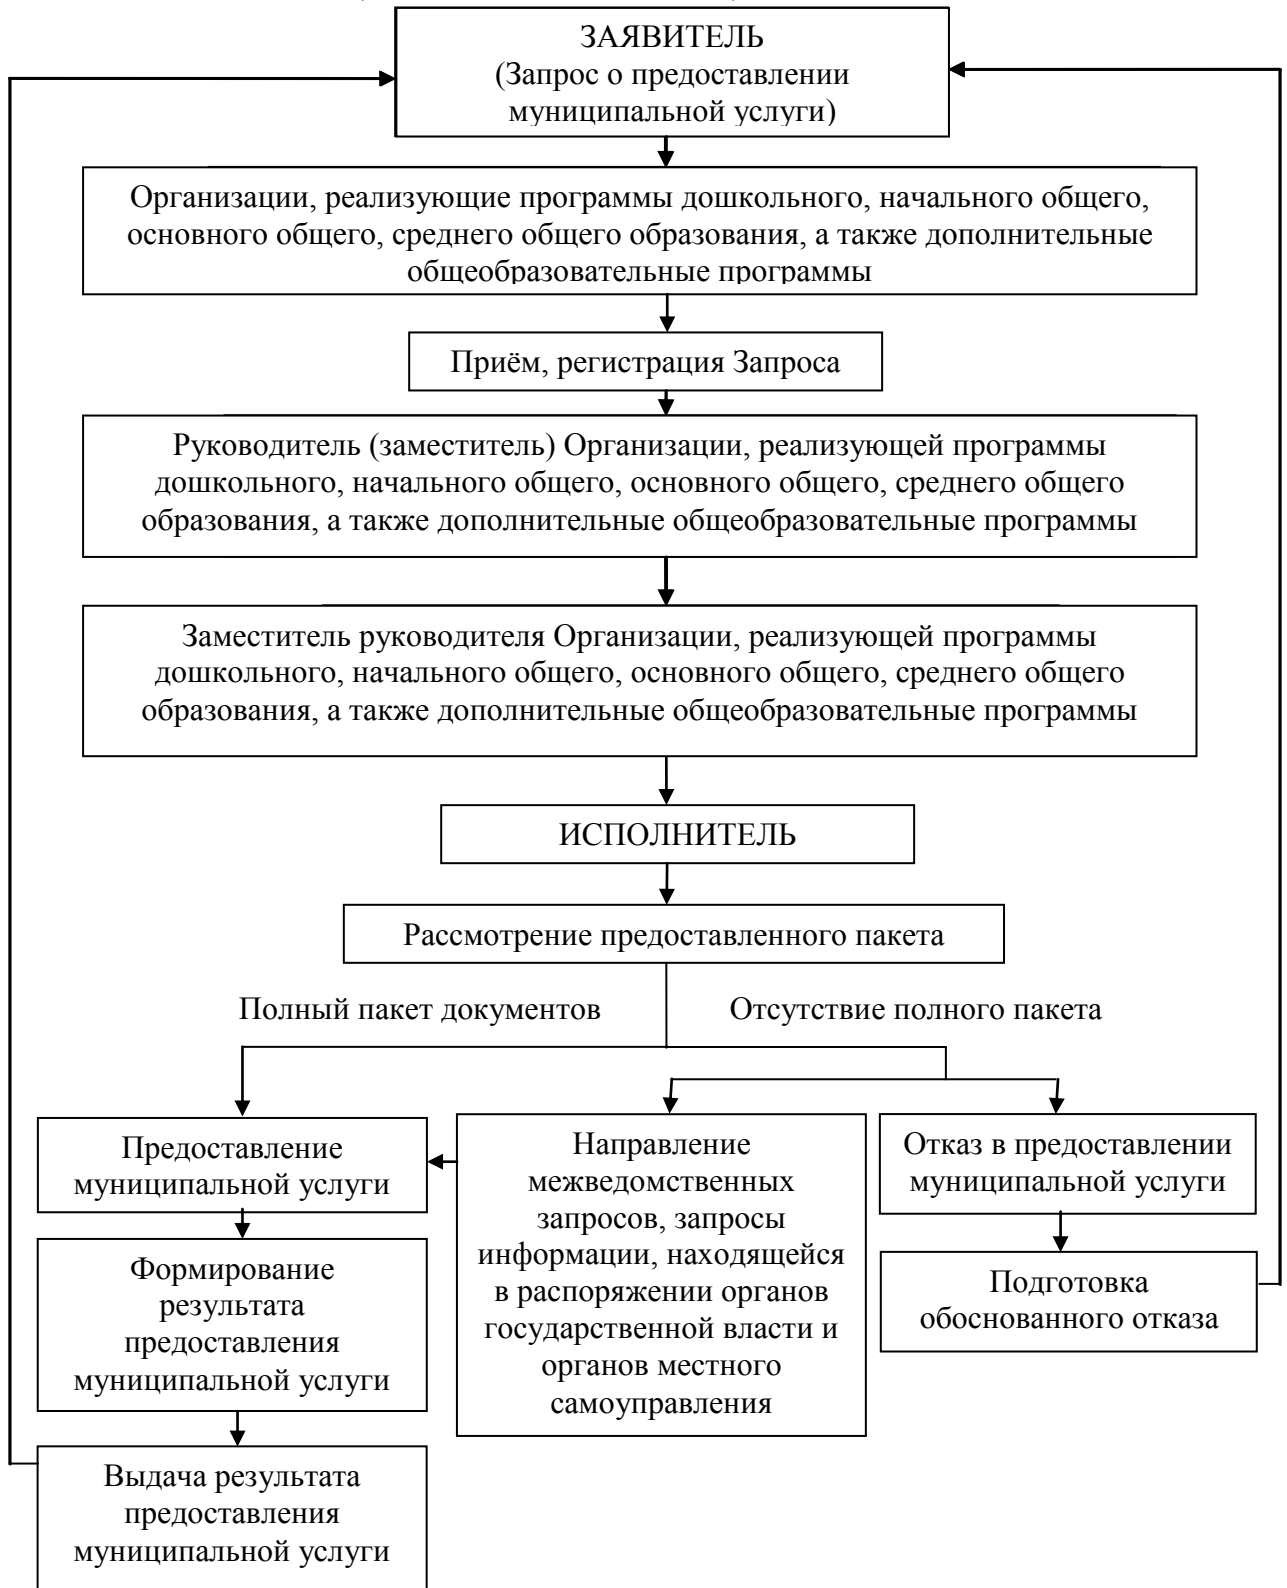 ЗАЯВИТЕЛЬ
(Запрос о предоставлении
муниципальной услуги)
Организации, реализующие программы дошкольного, начального общего,
основного общего, среднего общего образования, а также дополнительные
общеобразовательные программы
Приём, регистрация Запроса
Руководитель (заместитель) Организации, реализующей программы
дошкольного, начального общего, основного общего, среднего общего
образования, а также дополнительные общеобразовательные программы
Заместитель руководителя Организации, реализующей программы
дошкольного, начального общего, основного общего, среднего общего
образования, а также дополнительные общеобразовательные программы
ИСПОЛНИТЕЛЬ
Рассмотрение предоставленного пакета
Полный пакет документов
Отсутствие полного пакета
Предоставление
муниципальной услуги
Направление
межведомственных
запросов, запросы
информации, находящейся
в распоряжении органов
государственной власти и
органов местного
самоуправления
Отказ в предоставлении
муниципальной услуги
Формирование
результата
предоставления
муниципальной услуги
Подготовка
обоснованного отказа
Выдача результата
предоставления
муниципальной услуги